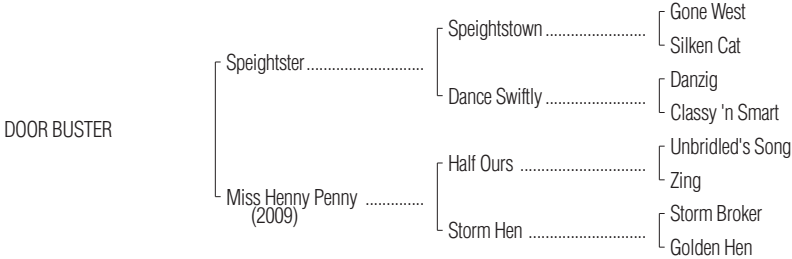 Gone West
Speightstown
Silken Cat
Speightster
Danzig
Dance Swiftly
Classy 'n Smart
DOOR BUSTER
Unbridled's Song
Half Ours
Zing
Miss Henny Penny
(2009)
Storm Broker
Storm Hen
Golden Hen